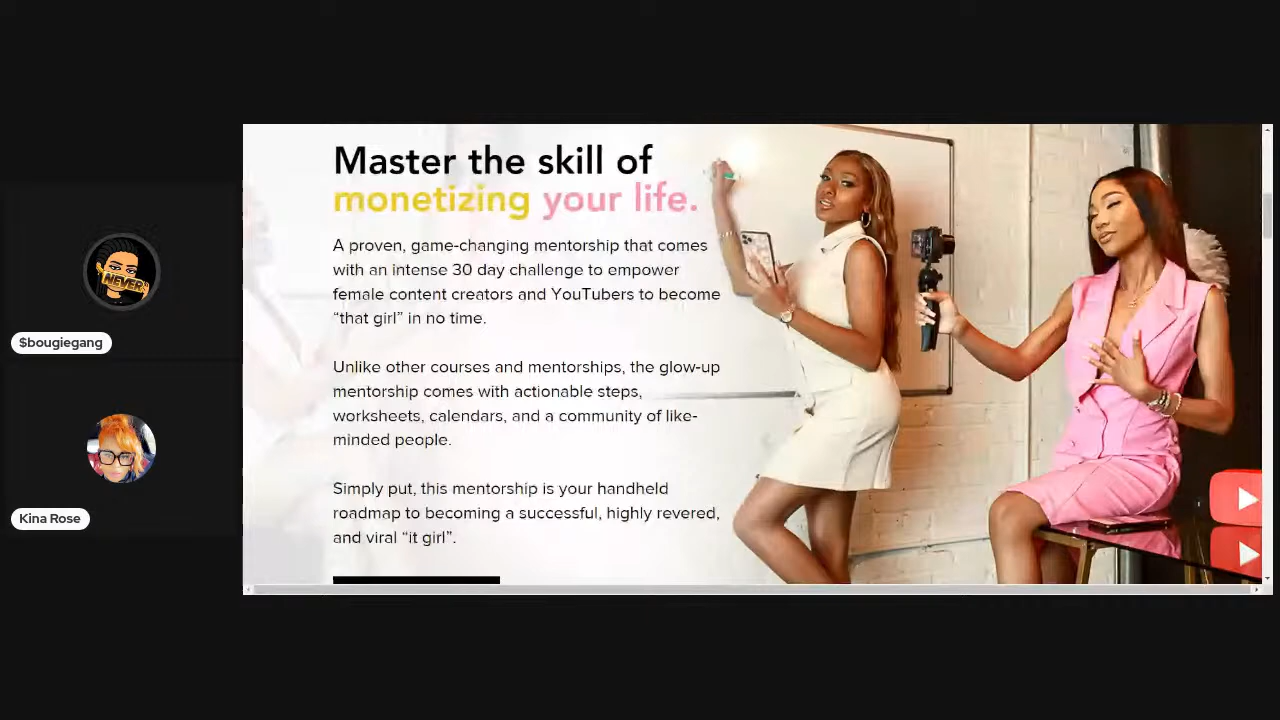 Master the skill of
monetizing your life.
A proven, game-changing mentorship that comes
with an intense 30 day challenge to empower
female content creators and YouTubers to become
“that girl” in no time.
Unlike other courses and mentorships, the glow-up
mentorship comes with actionable steps,
worksheets, calendars, and a community of like-
minded people.
Simply put, this mentorship is your handheld
roadmap to becoming a successful, highly revered,
and viral “it girl”.
NEVER
$bougiegang
Kina Rose